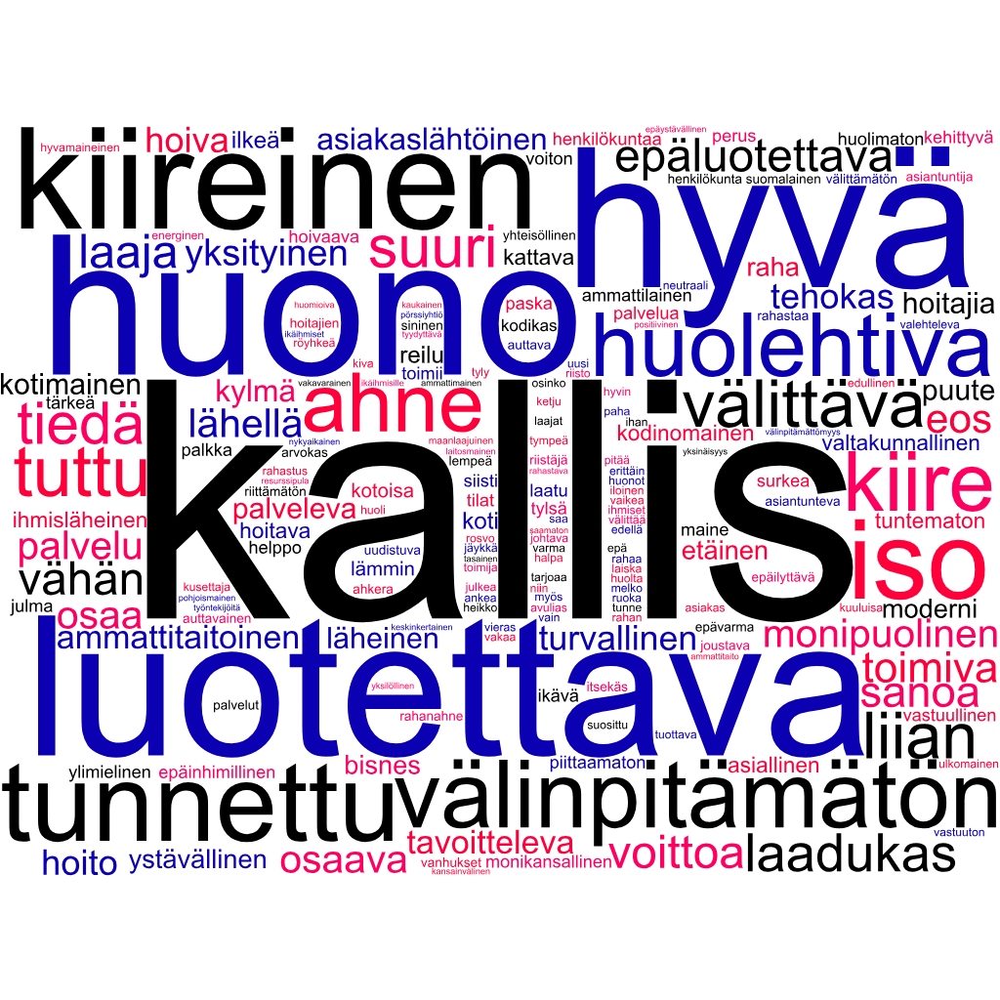 epäystävällinen
kiireinen hoiva ilkeä asiakaslähtöinen henkilökuntaa perus huolimaton kehittyvä
hyvamaineinen voiton epäluotettava
hyvä henkilökunta suomalainen välittämätön asiantuntija
energinen hoivaava yhteisöllinen
laaja yksityinen suuri kattava raha
huono ammattilainen neutraali tehokas hoitajia
huomioiva kaukainen paska palvelua rahastaa
hoitajien pörssiyhtiö sininen kodikas positiivinen valehteleva
ikäihmiset tyydyttävä auttava huolehtiva
röyhkeä reilu
kiva toimii tyly uusi riisto
kotimainen vakavarainen ikäihmisille ammattimainen osinko edullinen
tärkeä kylmä ahne ketju hyvin välittävä puute
tiedä lähellä laajat paha ihan kodinomainen välinpitämättömyys eos
nykyaikainen maanlaajuinen tympeä valtakunnallinen
palkka arvokas laitosmainen lempeä yksinäisyys
tuttu kallis riistäjä pitää kiire
rahastus resurssipula siisti rahastava erittäin
riittämätön kotoisa laatu huonot iloinen surkea
palveleva huoli tilat tylsä vaikea ihmiset asiantunteva
ihmisläheinen hoitava koti saa välittää tuntematon
saamaton edellä maine
palvelu helppo rosvo johtava iso
uudistuva jäykkä varma epä etäinen
lämmin tasainen halpa rahaa
vähän toimija tarjoaa laiska huolta epäilyttävä
kusettaja ahkera julkea niin melko
pohjoismainen ankea myös ruoka
julma työntekijöitä heikko avulias tunne asiakas kuuluisa moderni
osaa auttavainen vain rahan
ammattitaitoinen läheinen keskinkertainen vieras vakaa turvallinen epävarma monipuolinen
joustava
luotettava ammattitaito toimiva
yksilöllinen itsekäs
palvelut ikävä sanoa
rahanahne suosittu tuottava liian vastuullinen
ylimielinen epäinhimillinen bisnes piittaamaton asiallinen ulkomainen
tunnettu välinpitämätön
vastuuton
hoito ystävällinen osaava tavoitteleva voittoa laadukas
vanhukset monikansallinen
kansainvälinen